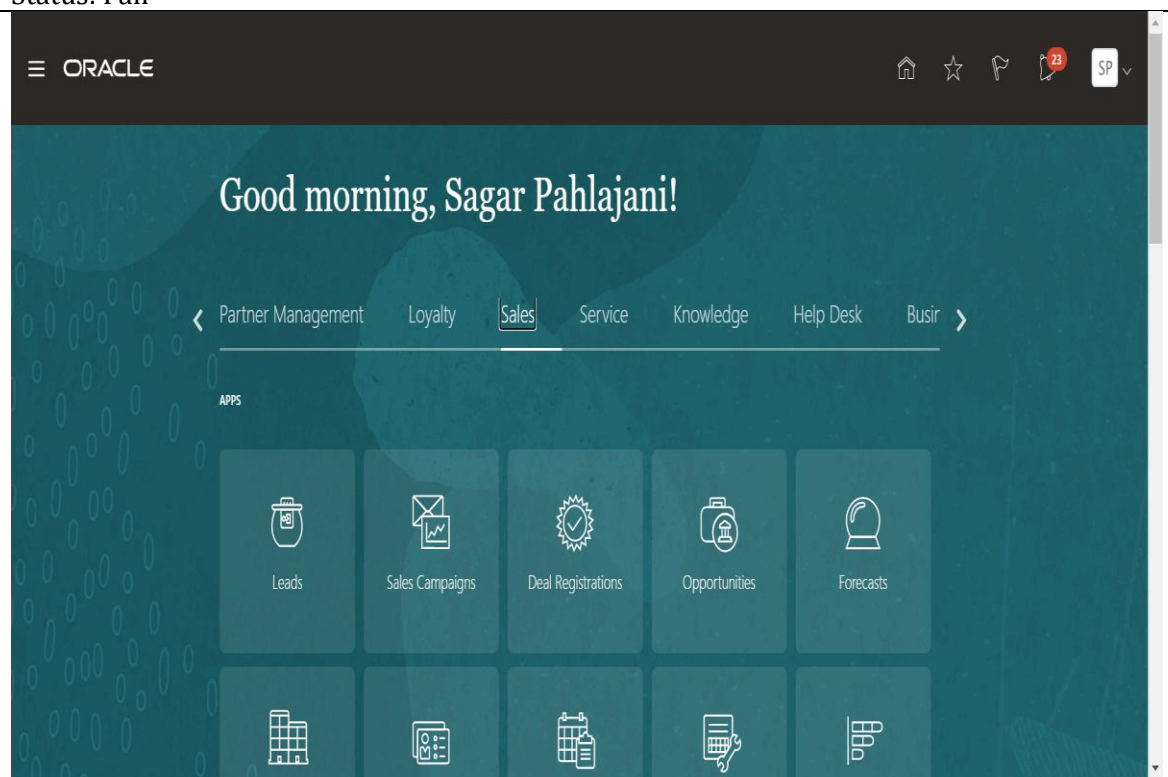 ORACLE
23
SP
Good morning, Sagar Pahlajani!
Partner Management Loyalty Sales Service Knowledge Help Desk Busir
APPS
Leads Sales Campaigns Deal Registrations Opportunities Forecasts